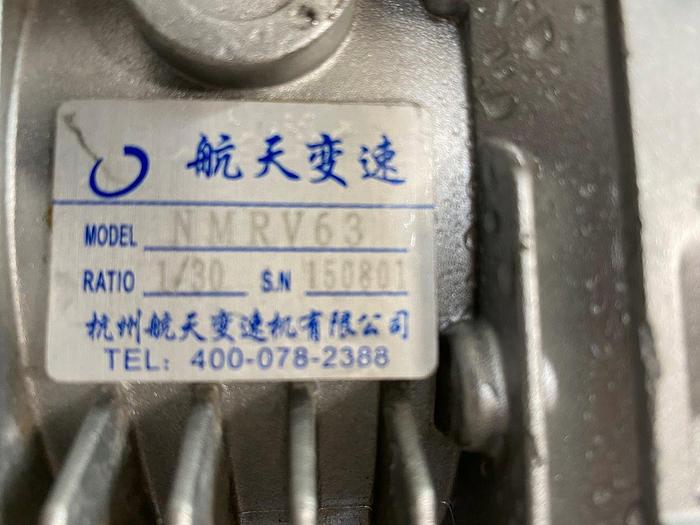 航天变速
MODEL NMRV63
RATIO 1/30 S.N 150801
杭州航天变速机有限公司
TEL: 400-078-2388